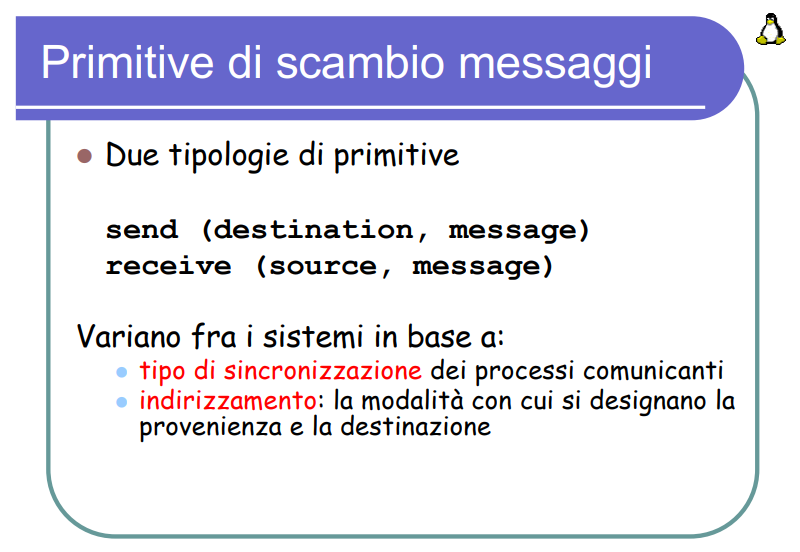 Primitive di scambio messaggi
Due tipologie di primitive
send (destination, message)
receive (source, message)
Variano fra i sistemi in base a:
tipo di sincronizzazione dei processi comunicanti
indirizzamento: la modalità con cui si designano la
provenienza e la destinazione